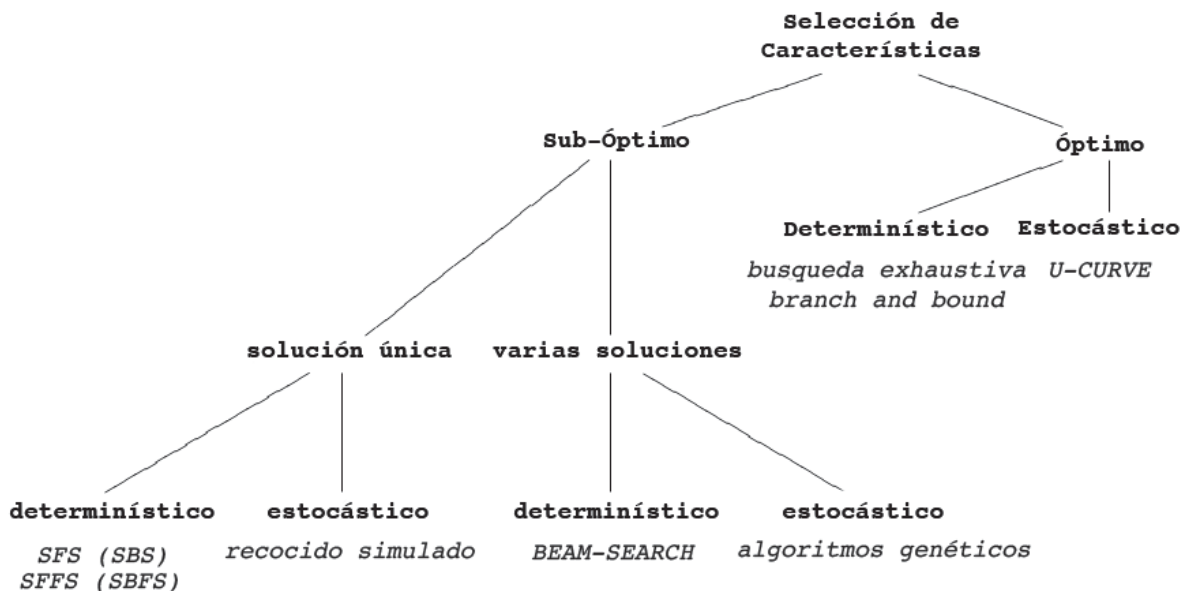 Selección de
Características
Sub-Óptimo
Óptimo
Determinístico
Estocástico
busqueda exhaustiva
branch and bound
U-CURVE
solución única
varias soluciones
determinístico
estocástico
determinístico
estocástico
SFS (SBS)
SFFS (SBFS)
recocido simulado
BEAM-SEARCH
algoritmos genéticos